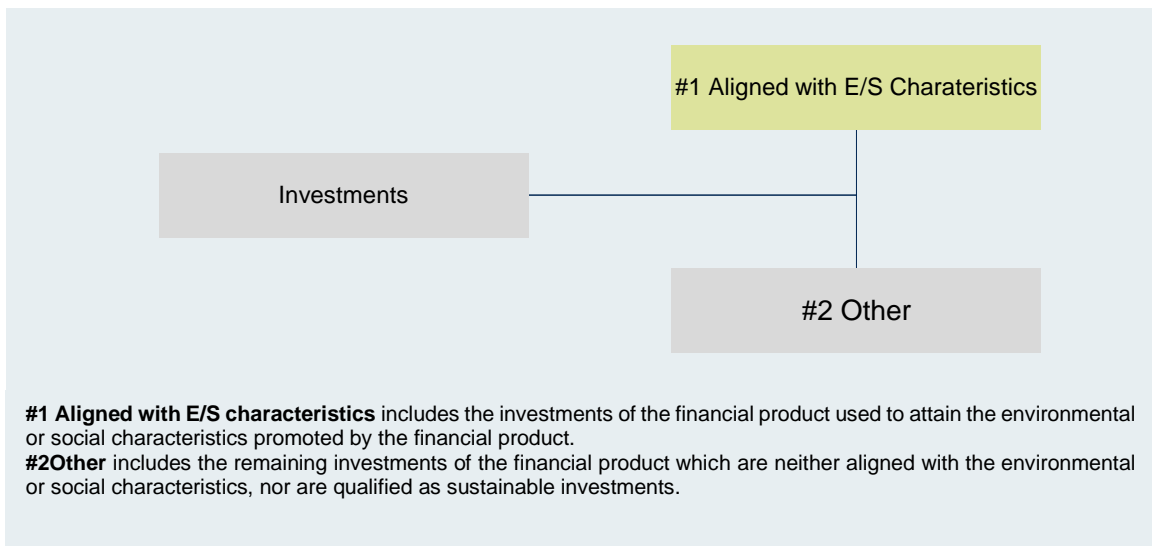 #1 Aligned with E/S Charateristics
Investments
#2 Other
#1 Aligned with E/S characteristics includes the investments of the financial product used to attain the environmental
or social characteristics promoted by the financial product.
#2Other includes the remaining investments of the financial product which are neither aligned with the environmental
or social characteristics, nor are qualified as sustainable investments.